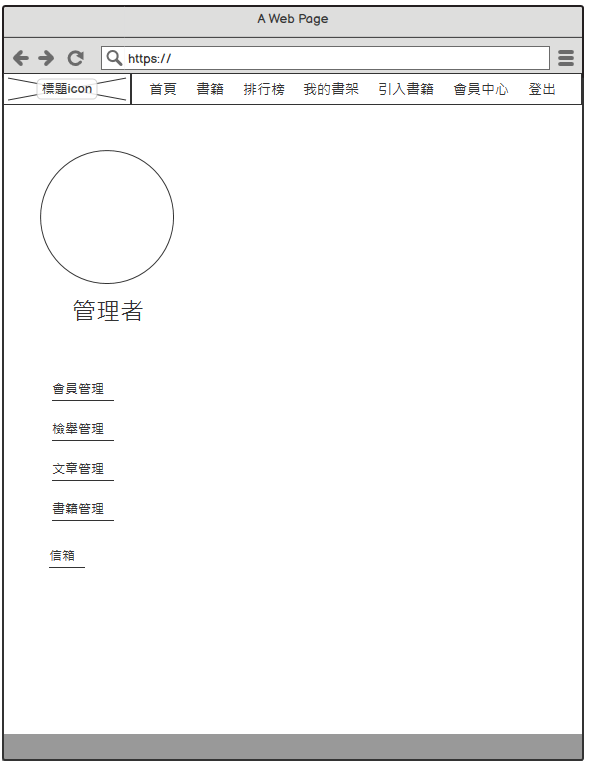 A Web Page
https://
標題icon 首頁 書籍 排行榜 我的書架 引入書籍 會員中心 登出
管理者
會員管理
檢舉管理
文章管理
書籍管理
信箱